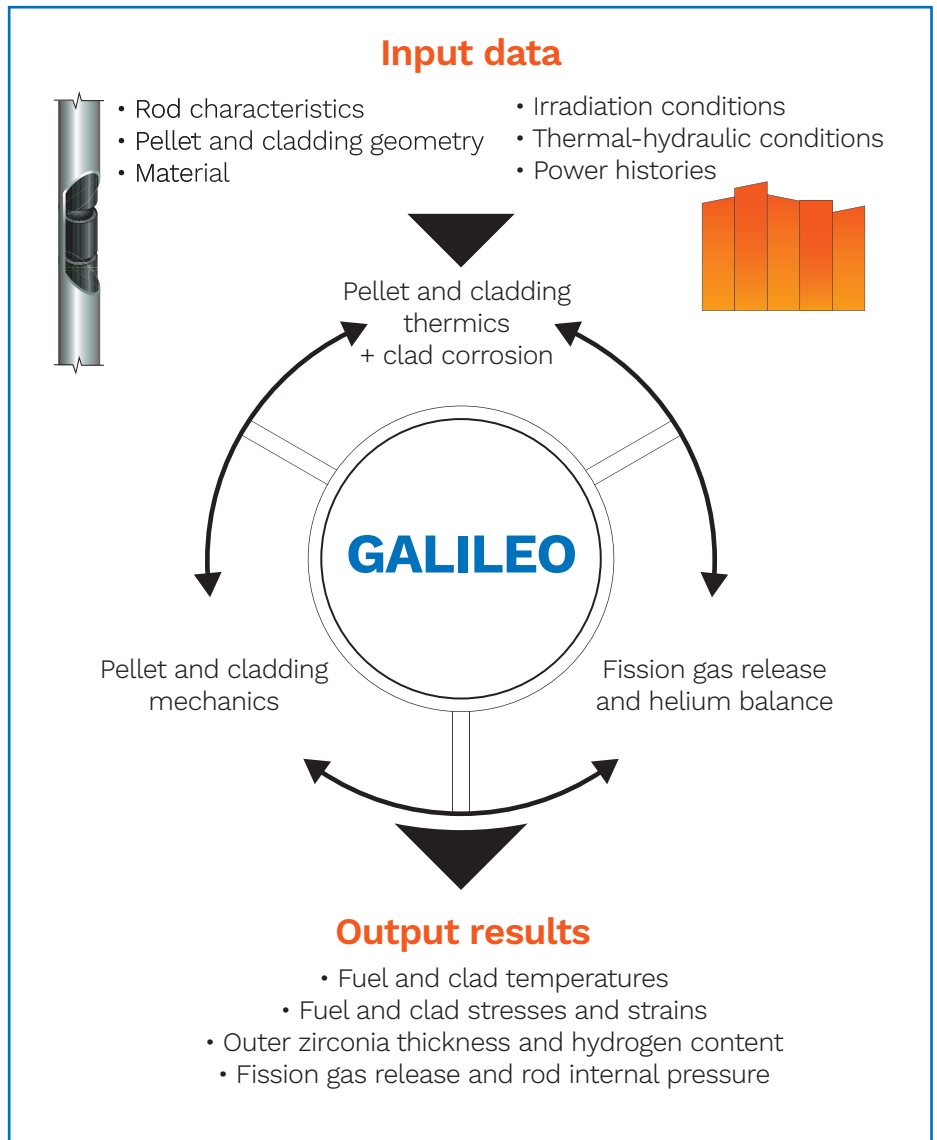 Input data
• Rod characteristics
• Pellet and cladding geometry
• Material
• Irradiation conditions
• Thermal-hydraulic conditions
• Power histories
Pellet and cladding
thermics
+ clad corrosion
GALILEO
Pellet and cladding
mechanics
Fission gas release
and helium balance
Output results
• Fuel and clad temperatures
• Fuel and clad stresses and strains
• Outer zirconia thickness and hydrogen content
• Fission gas release and rod internal pressure